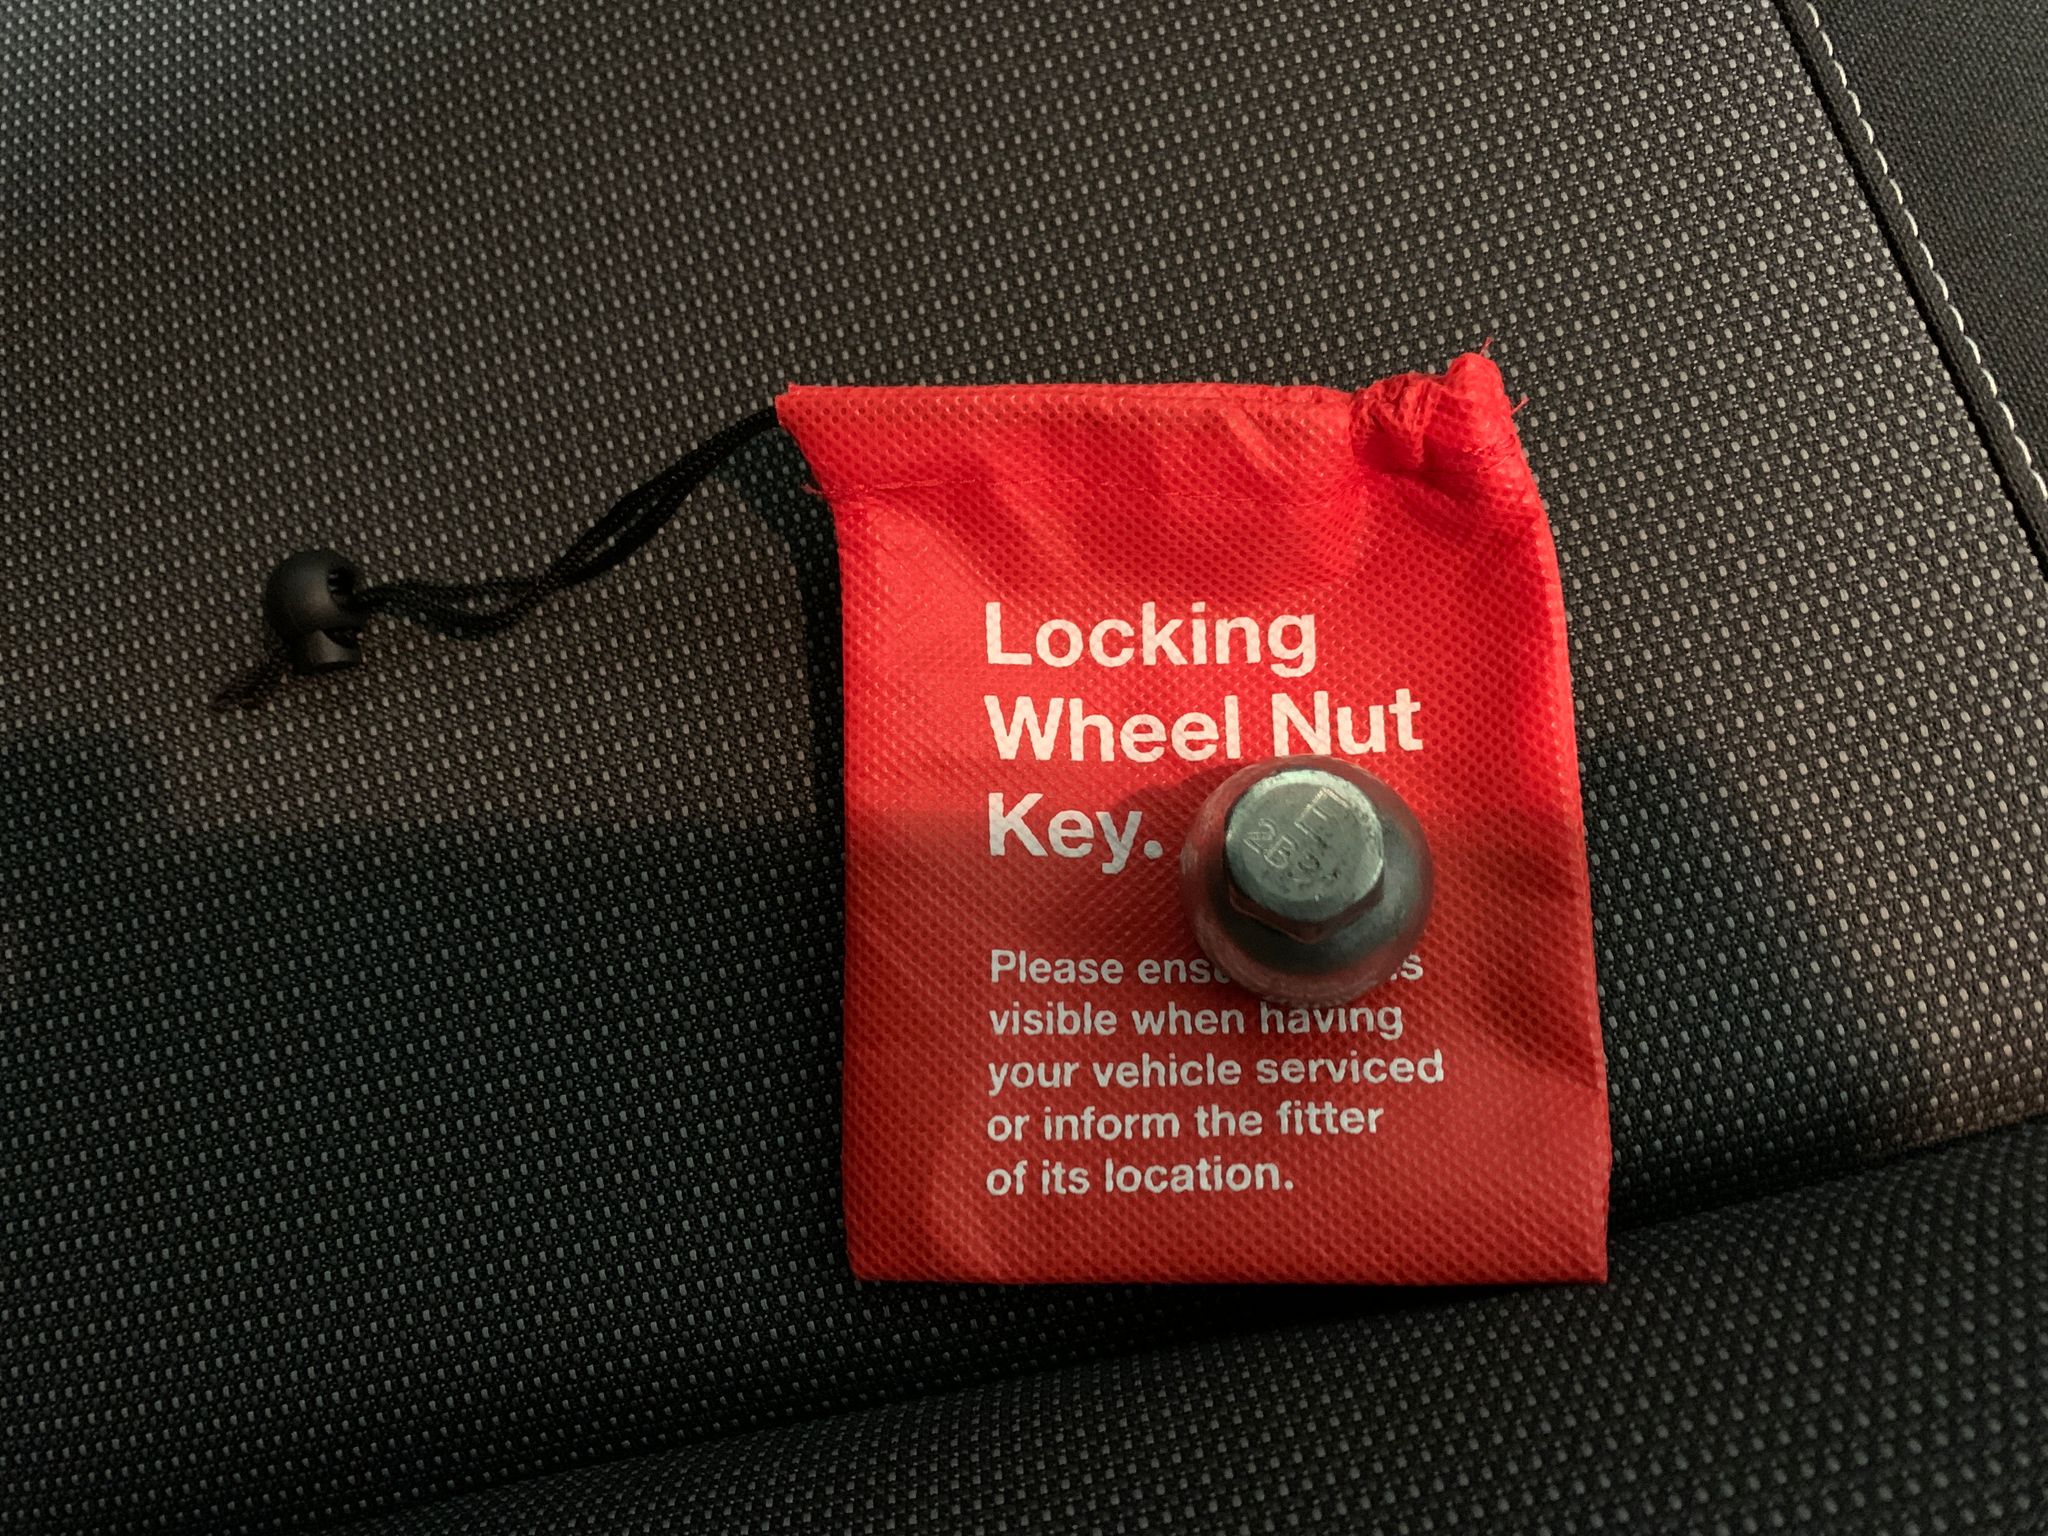 Locking
Wheel Nut
Key.
Please
visible when having
your vehicle serviced
or inform the fitter
of its location.